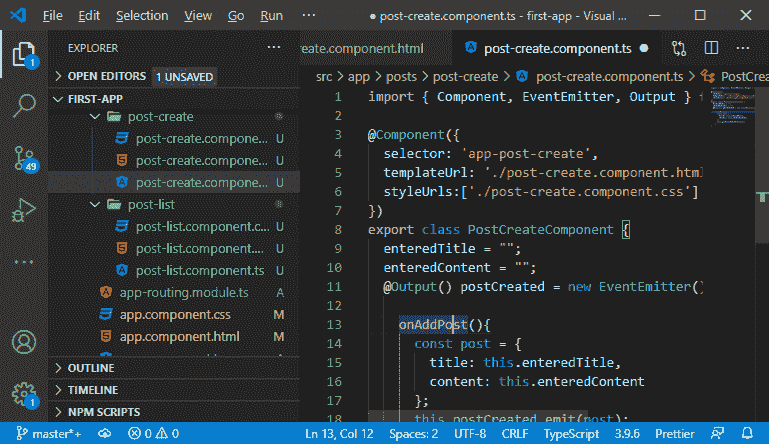 File Edit Selection View Go Run ··· ● post-create.component.ts - first-app - Visual ...
EXPLORER ···
OPEN EDITORS 1 UNSAVED
FIRST-APP
post-create
post-create.compone... U
post-create.compone... U
post-create.compone... U
post-list
post-list.component.c... U
post-list.component.... U
post-list.component.ts U
app-routing.module.ts A
app.component.css M
app.component.html M
OUTLINE
TIMELINE
NPM SCRIPTS
1
49
1
eate.component.html post-create.component.ts ●
src > app > posts > post-create > post-create.component.ts > PostCrea
1 import { Component, EventEmitter, Output } f
2
3 @Component({
4 selector: 'app-post-create',
5 templateUrl: './post-create.component.html
6 styleUrls:['./post-create.component.css']
7 })
8 export class PostCreateComponent {
9 enteredTitle = "";
10 enteredContent = "";
11 @Output() postCreated = new EventEmitter()
12
13 onAddPost(){
14 const post = {
15 title: this.enteredTitle,
16 content: this.enteredContent
17 };
18 this.postCreated.emit(post);
master*+ 0 0 Ln 13, Col 12 Spaces: 2 UTF-8 CRLF TypeScript 3.9.6 Prettier